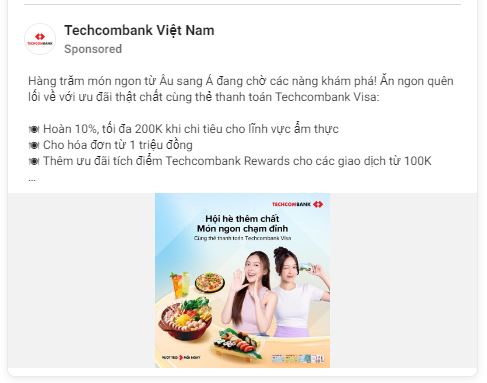 Techcombank Việt Nam
Sponsored
TECHCOMBANK
Hàng trăm món ngon từ Âu sang Á đang chờ các nàng khám phá! Ăn ngon quên
lối về với ưu đãi thật chất cùng thẻ thanh toán Techcombank Visa:
🍽 Hoàn 10%, tối đa 200K khi chi tiêu cho lĩnh vực ẩm thực
🍽 Cho hóa đơn từ 1 triệu đồng
🍽 Thêm ưu đãi tích điểm Techcombank Rewards cho các giao dịch từ 100K
...
TECHCOMBANK
Hội hè thêm chất
Món ngon chạm đỉnh
Cùng thẻ thanh toán Techcombank Visa
VƯỢT TRỘI MỖI NGÀY